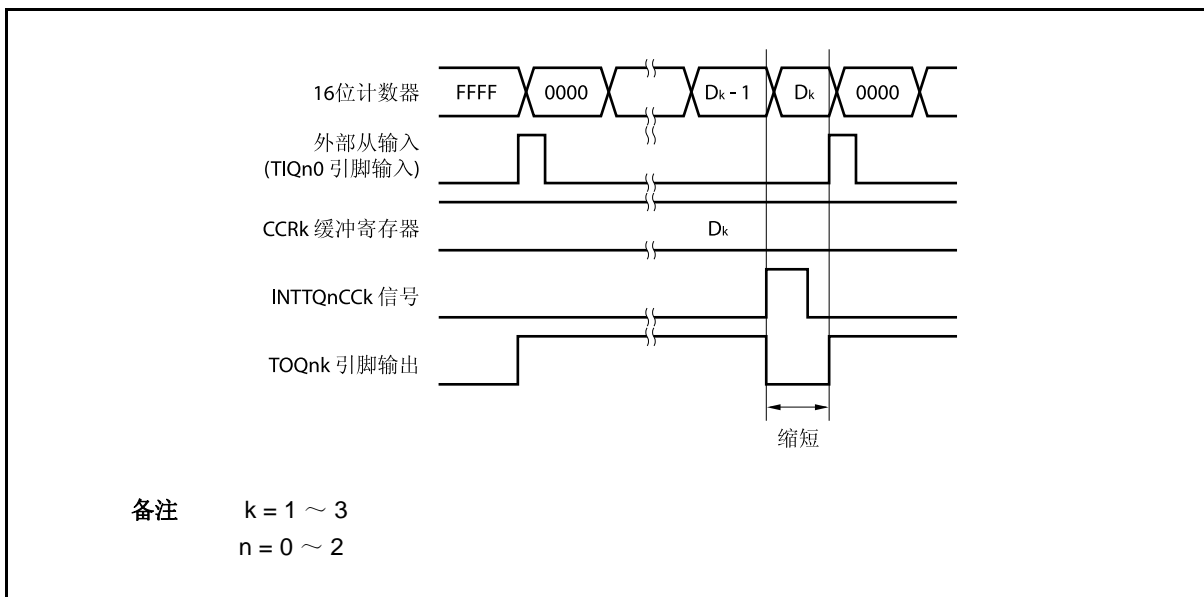 16位计数器 FFFF 0000 Dk - 1 Dk 0000
外部从输入
(TIQn0 引脚输入)
CCRk 缓冲寄存器 Dk
INTTQnCCk 信号
TOQnk 引脚输出
缩短
备注 k = 1 ～ 3
n = 0 ～ 2